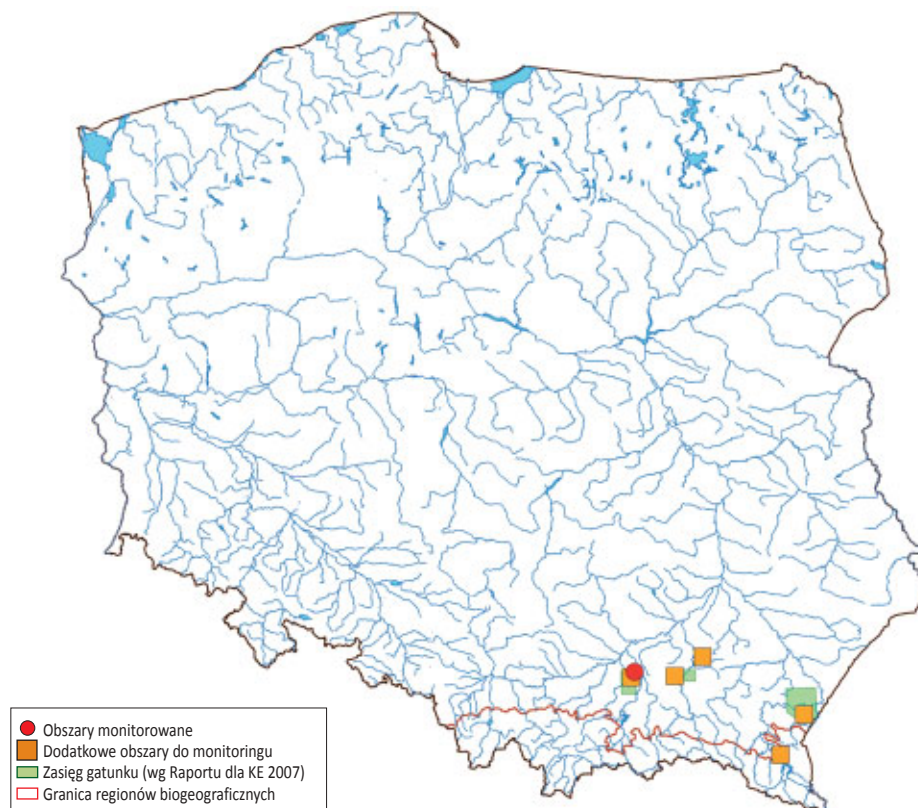 Obszary monitorowane
Dodatkowe obszary do monitoringu
Zasięg gatunku (wg Raportu dla KE 2007)
Granica regionów biogeograficznych